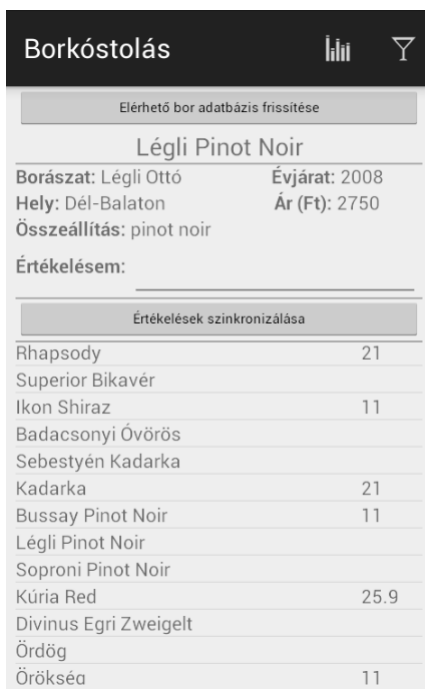 Borkóstolás
Elérhető bor adatbázis frissítése
Légli Pinot Noir
Borászat: Légli Ottó Évjárat: 2008
Hely: Dél-Balaton Ár (Ft): 2750
Összeállítás: pinot noir
Értékelésem:
Értékelések szinkronizálása
Rhapsody 21
Superior Bikavér
Ikon Shiraz 11
Badacsonyi Óvörös
Sebestyén Kadarka
Kadarka 21
Bussay Pinot Noir 11
Légli Pinot Noir
Soproni Pinot Noir
Kúria Red 25.9
Divinus Egri Zweigelt
Ördög
Örökség 11